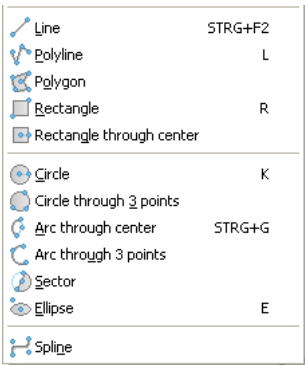 Line STRG+F2
Polyline L
Polygon
Rectangle R
Rectangle through center
Circle K
Circle through 3 points
Arc through center STRG+G
Arc through 3 points
Sector
Ellipse E
Spline